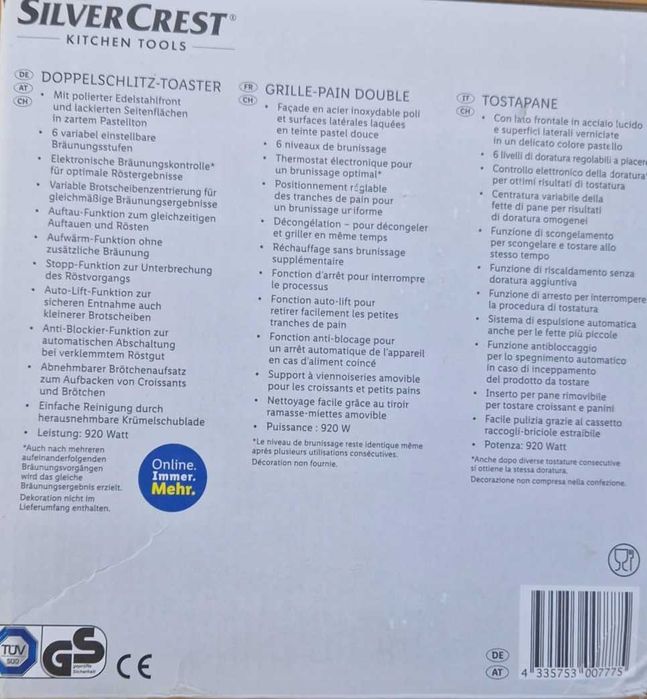 SILVERCREST®
KITCHEN TOOLS
DE
AT
CH
DOPPELSCHLITZ-TOASTER
• Mit polierter Edelstahlfront
und lackierten Seitenflächen
in zartem Pastellton
• 6 variabel einstellbare
Bräunungsstufen
• Elektronische Bräunungskontrolle*
für optimale Röstergebnisse
• Variable Brotscheibenzentrierung für
gleichmäßige Bräunungsergebnisse
• Auftau-Funktion zum gleichzeitigen
Auftauen und Rösten
• Aufwärm-Funktion ohne
zusätzliche Bräunung
• Stopp-Funktion zur Unterbrechung
des Röstvorgangs
• Auto-Lift-Funktion zur
sicheren Entnahme auch
kleinerer Brotscheiben
• Anti-Blockier-Funktion zur
automatischen Abschaltung
bei verklemmtem Röstgut
• Abnehmbarer Brötchenaufsatz
zum Aufbacken von Croissants
und Brötchen
• Einfache Reinigung durch
herausnehmbare Krümelschublade
• Leistung: 920 Watt
*Auch nach mehreren
aufeinanderfolgenden
Bräunungsvorgängen
wird das gleiche
Bräunungsergebnis erzielt.
Dekoration nicht im
Lieferumfang enthalten.
Online.
Immer.
Mehr.
FR
CH
GRILLE-PAIN DOUBLE
• Façade en acier inoxydable poli
et surfaces latérales laquées
en teinte pastel douce
• 6 niveaux de brunissage
• Thermostat électronique pour
un brunissage optimal*
• Positionnement réglable
des tranches de pain pour
un brunissage uniforme
• Décongélation – pour décongeler
et griller en même temps
• Réchauffage sans brunissage
supplémentaire
• Fonction d'arrêt pour interrompre
le processus
• Fonction auto-lift pour
retirer facilement les petites
tranches de pain
• Fonction anti-blocage pour
un arrêt automatique de l'appareil
en cas d'aliment coincé
• Support à viennoiseries amovible
pour les croissants et petits pains
• Nettoyage facile grâce au tiroir
ramasse-miettes amovible
• Puissance : 920 W
*Le niveau de brunissage reste identique même
après plusieurs utilisations consécutives.
Décoration non fournie.
IT
CH
TOSTAPANE
• Con lato frontale in acciaio lucido
e superfici laterali verniciate
in un delicato colore pastello
• 6 livelli di doratura regolabili a piacere
• Controllo elettronico della doratura*
per ottimi risultati di tostatura
• Centratura variabile della
fette di pane per risultati
di doratura omogenei
• Funzione di scongelamento
per scongelare e tostare allo
stesso tempo
• Funzione di riscaldamento senza
doratura aggiuntiva
• Funzione di arresto per interrompere
la procedura di tostatura
• Sistema di espulsione automatica
anche per le fette più piccole
• Funzione antibloccaggio
per lo spegnimento automatico
in caso di inceppamento
del prodotto da tostare
• Inserto per pane rimovibile
per tostare croissant e panini
• Facile pulizia grazie al cassetto
raccogli-briciole estraibile
• Potenza: 920 Watt
*Anche dopo diverse tostature consecutive
si ottiene la stessa doratura.
Decorazione non compresa nella confezione.
TÜV
SÜD
GS
geprüfte
Sicherheit
CE
DE
AT
4 335753 007775